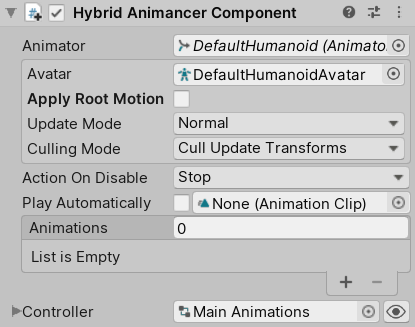 Hybrid Animancer Component
Animator DefaultHumanoid (Animato
Avatar DefaultHumanoidAvatar
Apply Root Motion
Update Mode Normal
Culling Mode Cull Update Transforms
Action On Disable Stop
Play Automatically None (Animation Clip)
Animations 0
List is Empty
Controller Main Animations